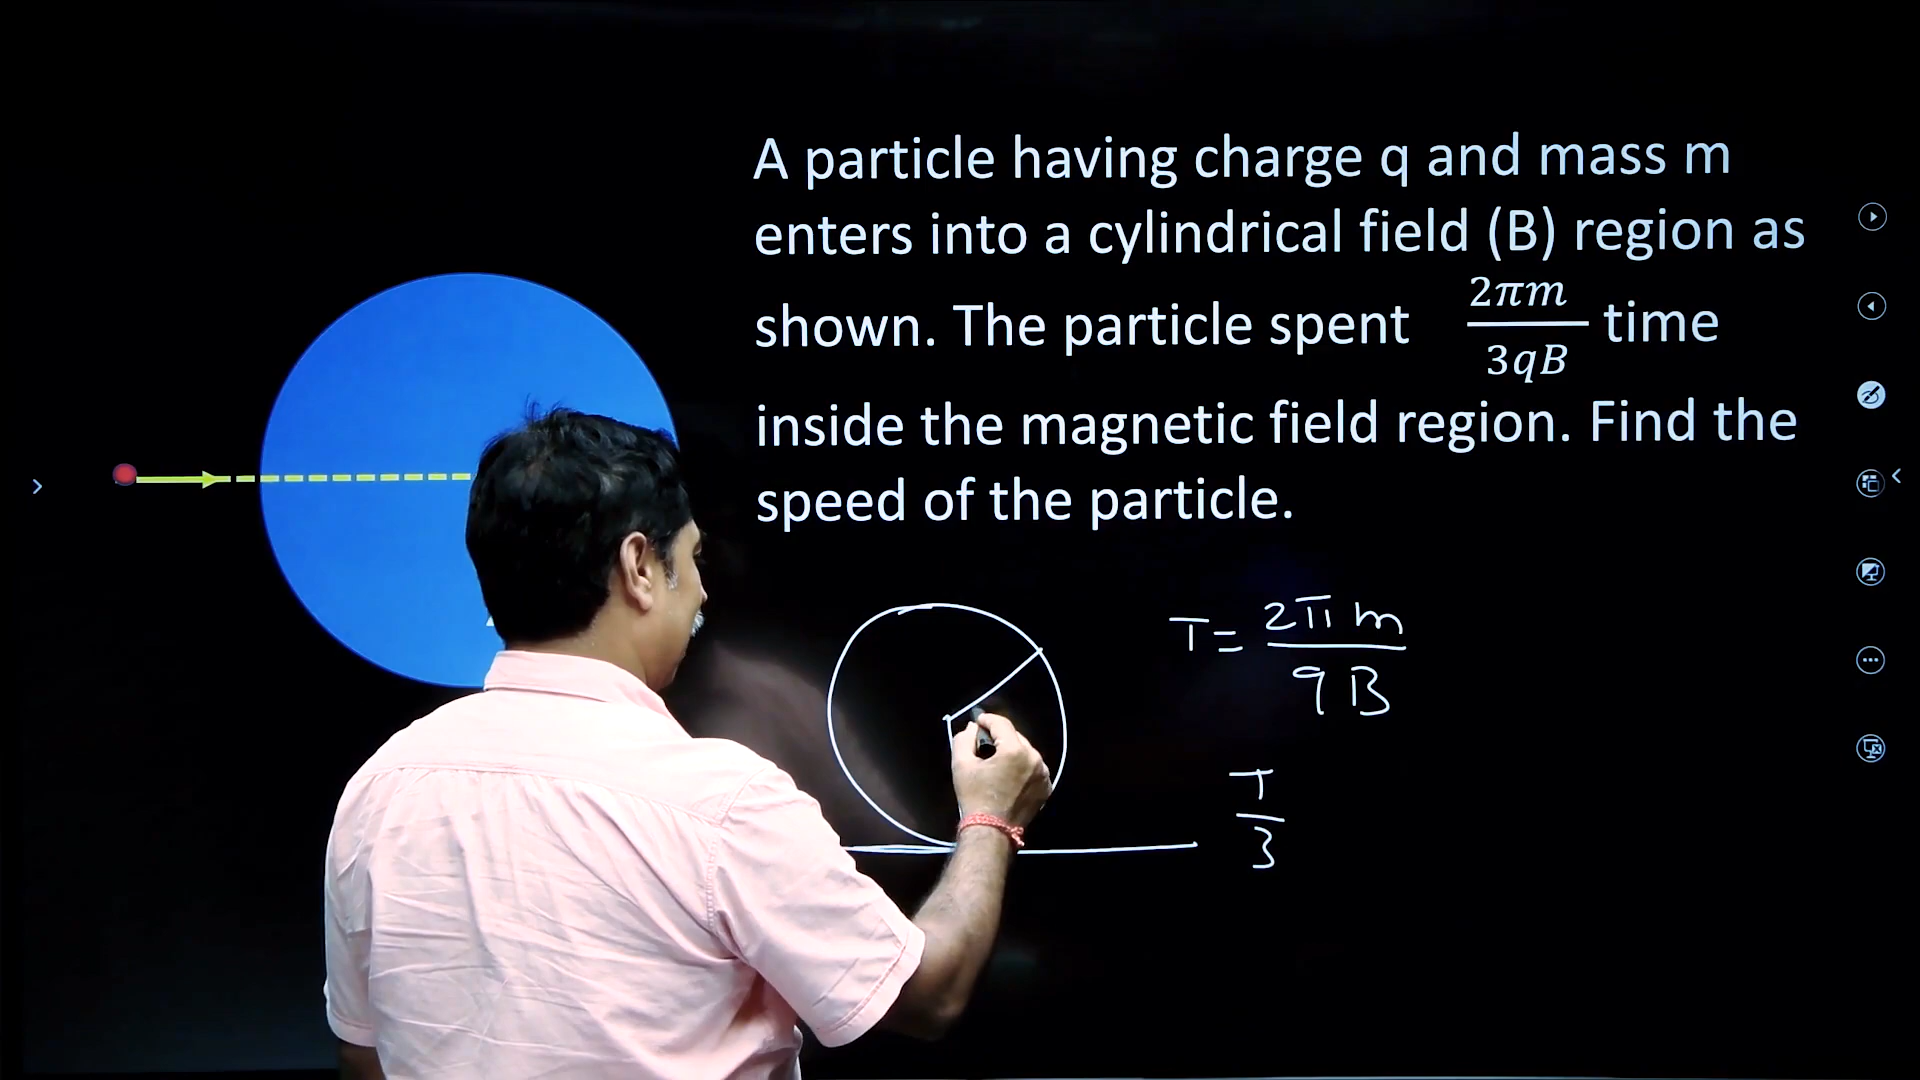 A particle having charge q and mass m
enters into a cylindrical field (B) region as
shown. The particle spent 2πm/3qB time
inside the magnetic field region. Find the
speed of the particle.
T = 2π m / qB
T/3